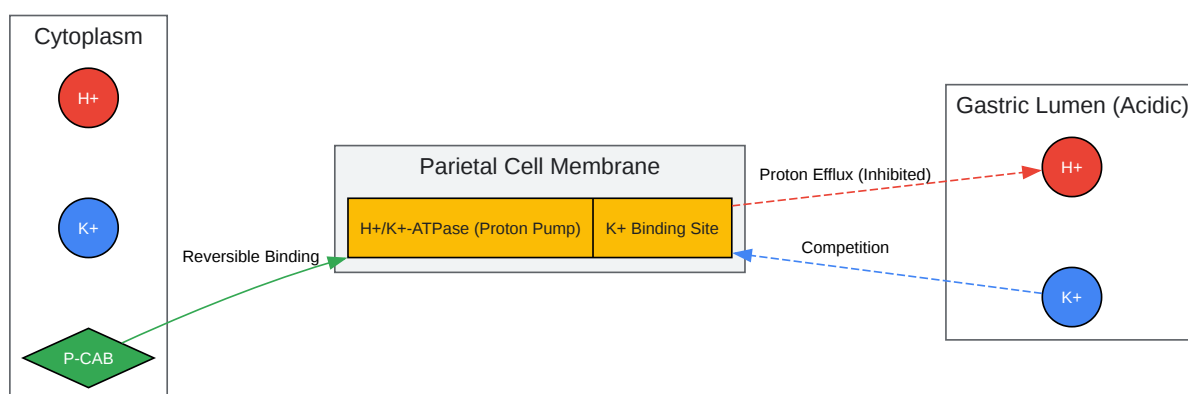 Cytoplasm
H+
K+
P-CAB
Reversible Binding
Parietal Cell Membrane
H+/K+-ATPase (Proton Pump)
K+ Binding Site
Proton Efflux (Inhibited)
Competition
Gastric Lumen (Acidic)
H+
K+